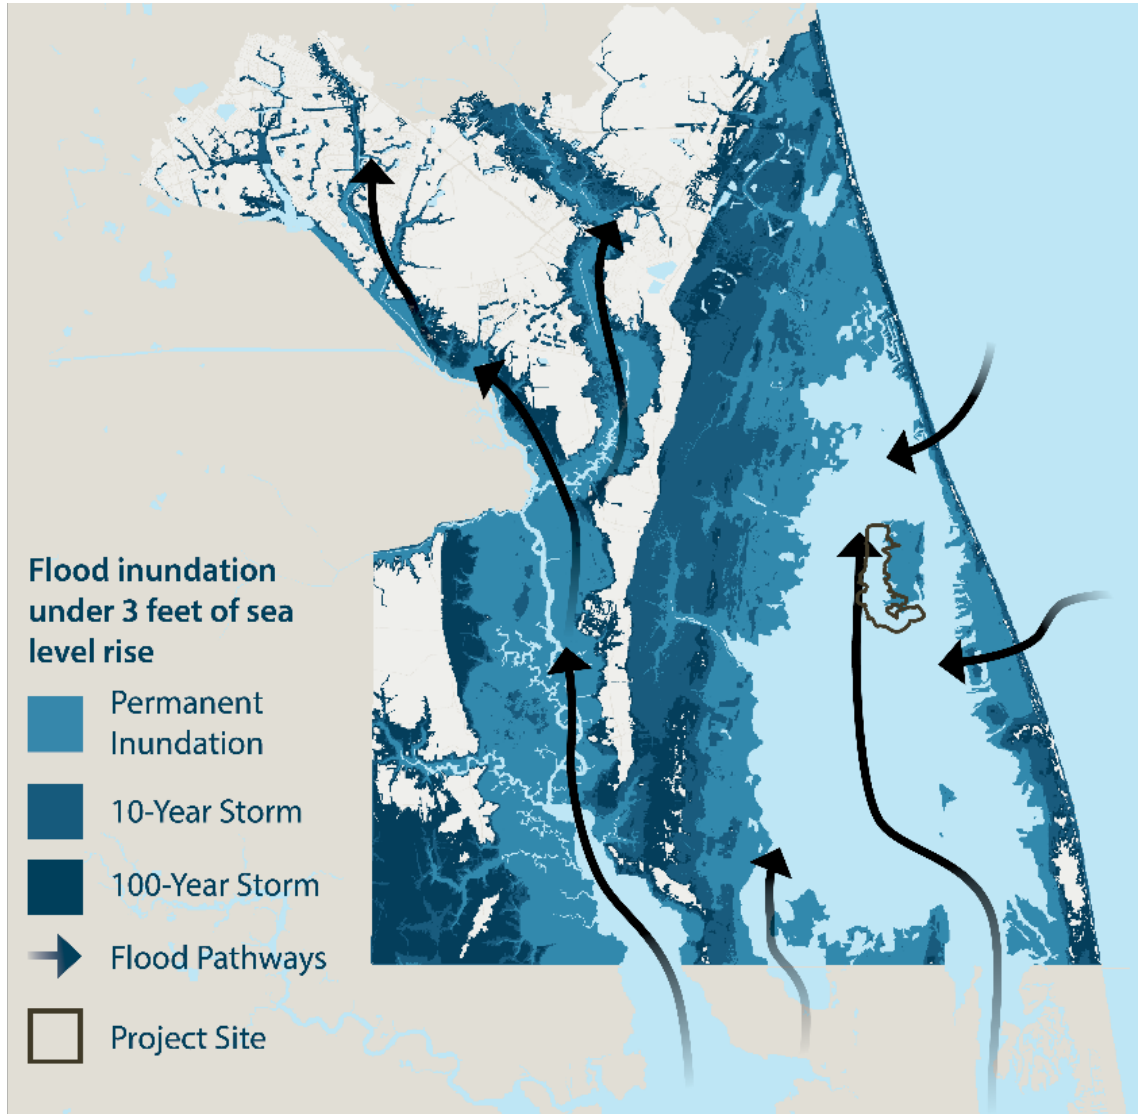 Flood inundation
under 3 feet of sea
level rise
Permanent
Inundation
10-Year Storm
100-Year Storm
Flood Pathways
Project Site